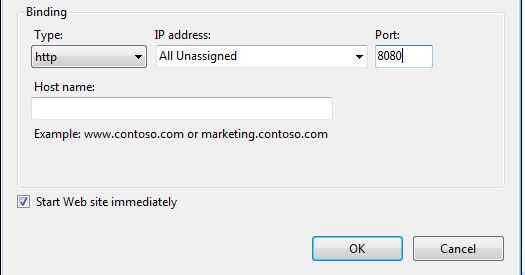 Binding
Type: IP address: Port:
http All Unassigned 8080
Host name:
Example: www.contoso.com or marketing.contoso.com
Start Web site immediately
OK Cancel